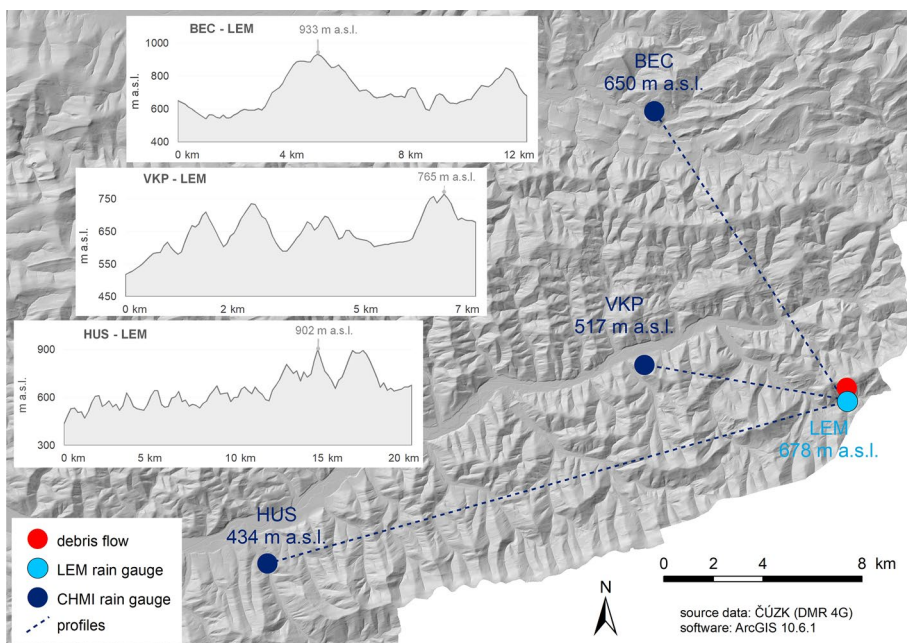 BEC - LEM
933 m a.s.l.
m a.s.l.
1000
800
600
400
0 km
4 km
8 km
12 km
VKP - LEM
765 m a.s.l.
m a.s.l.
750
650
550
450
0 km
2 km
5 km
7 km
HUS - LEM
902 m a.s.l.
m a.s.l.
900
600
300
0 km
5 km
10 km
15 km
20 km
BEC
650 m a.s.l.
VKP
517 m a.s.l.
LEM
678 m a.s.l.
HUS
434 m a.s.l.
debris flow
LEM rain gauge
CHMI rain gauge
profiles
N
0 2 4 8 km
source data: ČÚZK (DMR 4G)
software: ArcGIS 10.6.1